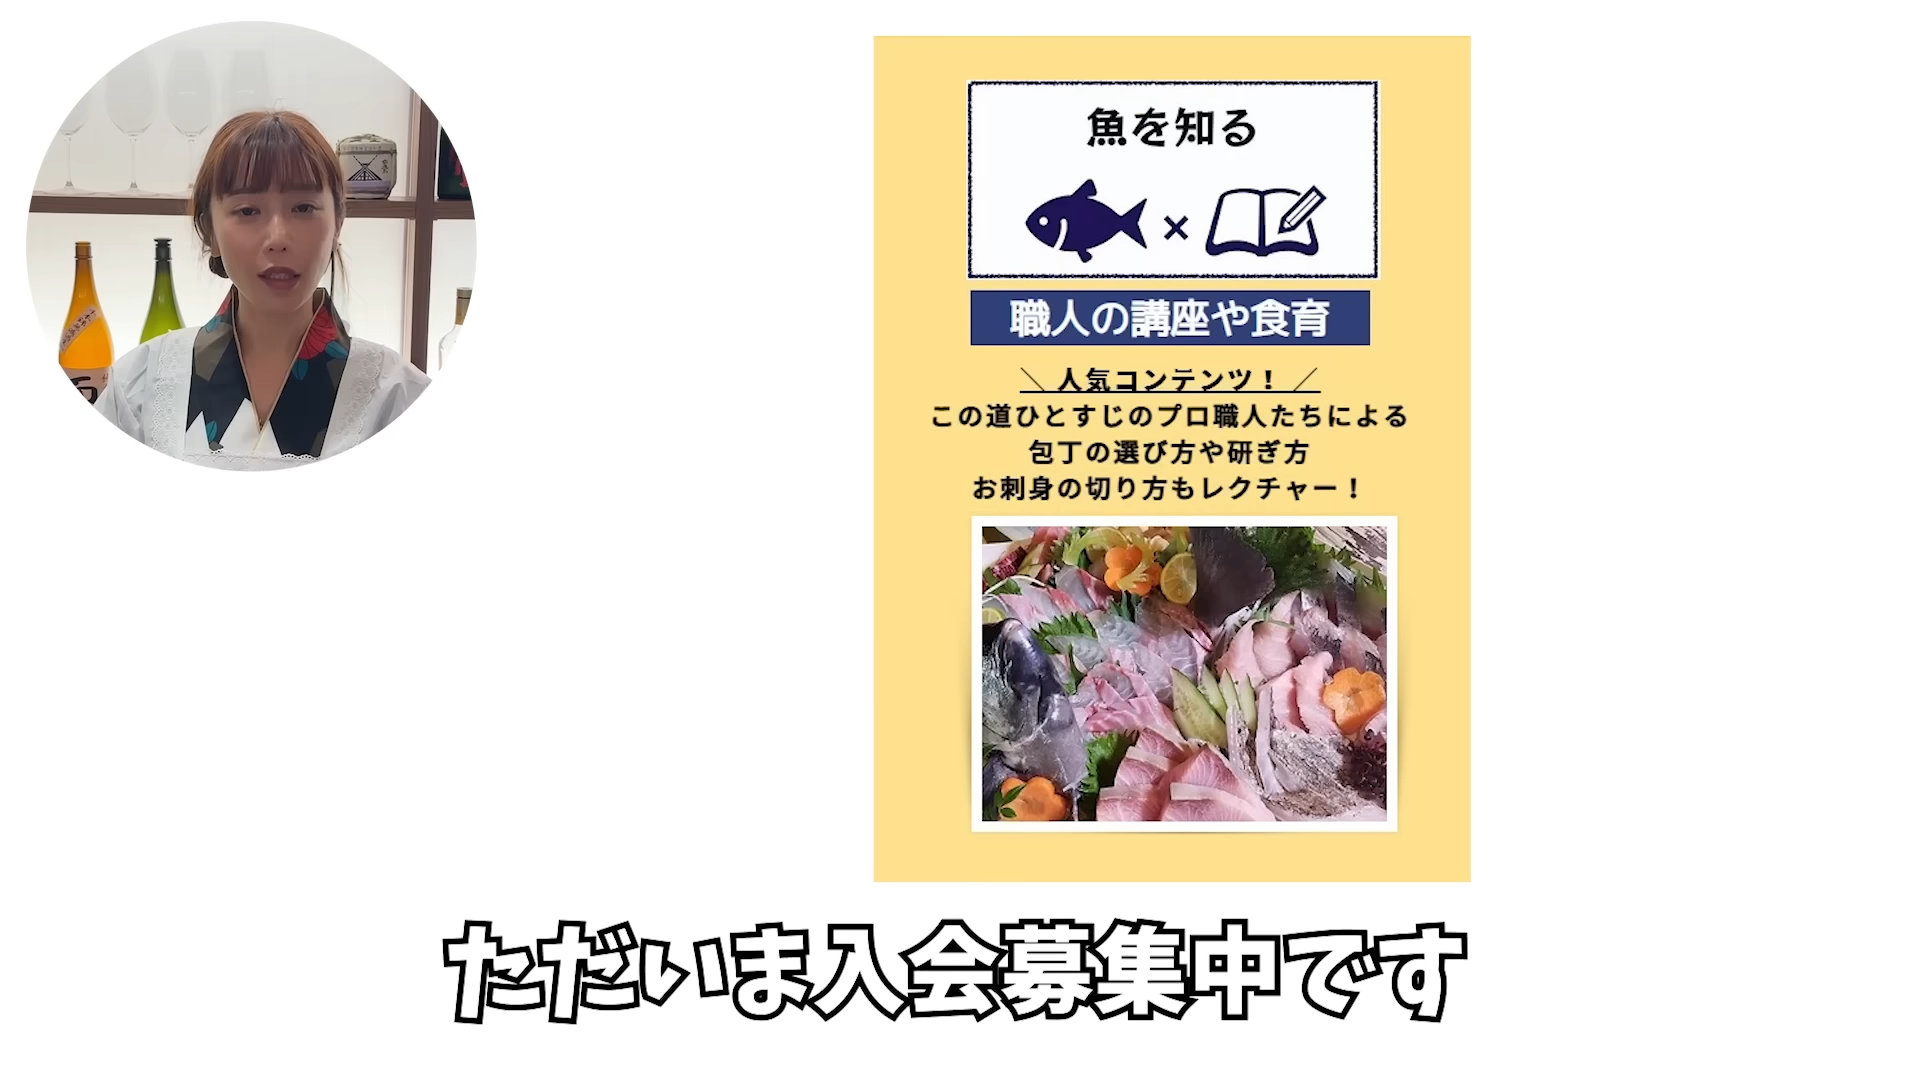 魚を知る
×
職人の講座や食育
＼ 人気コンテンツ！ ／
この道ひとすじのプロ職人たちによる
包丁の選び方や研ぎ方
お刺身の切り方もレクチャー！
ただいま入会募集中です